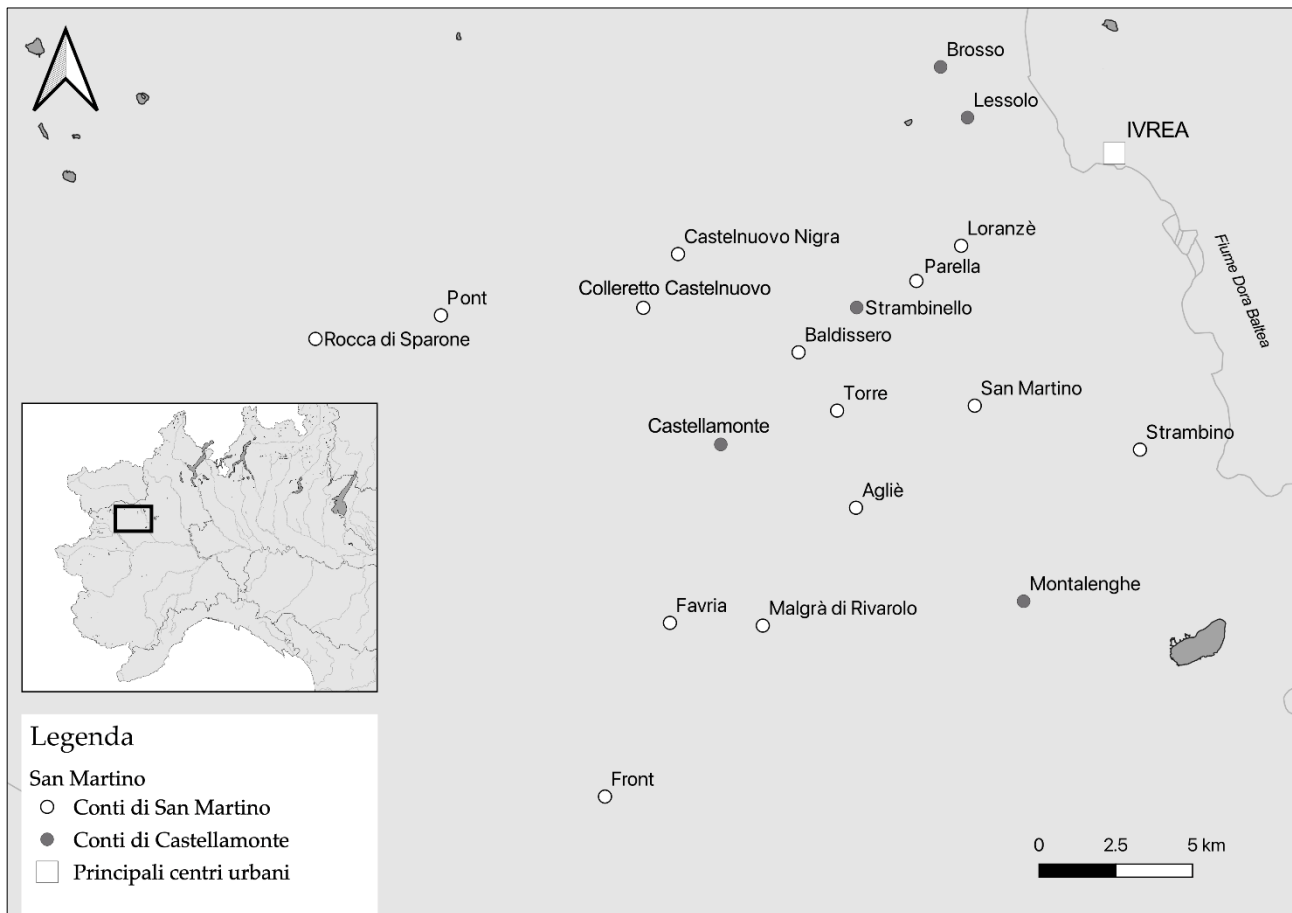 Brosso
Lessolo
IVREA
Castelnuovo Nigra
Loranzè
Fiume Dora Baltea
Parella
Colleretto Castelnuovo
Pont
Strambinello
Rocca di Sparone
Baldissero
Torre
San Martino
Castellamonte
Strambino
Agliè
Montalenghe
Favria
Malgrà di Rivarolo
Front
Legenda
San Martino
Conti di San Martino
Conti di Castellamonte
Principali centri urbani
0 2.5 5 km